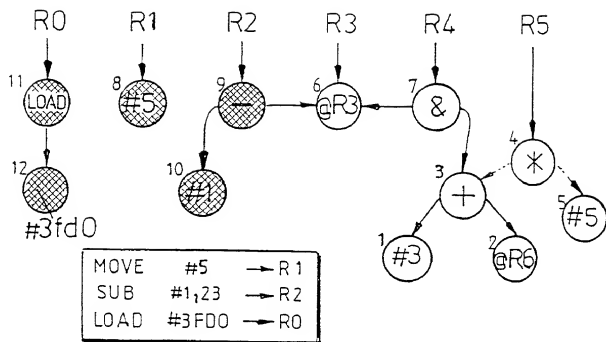 R0 R1 R2 R3 R4 R5
11 8 9 6 7
LOAD #5 − @R3 &
4
*
12 10 3 5
#1 + #5
#3fd0
1 2
#3 @R6
MOVE #5 → R1
SUB #1,23 → R2
LOAD #3FD0 → R0